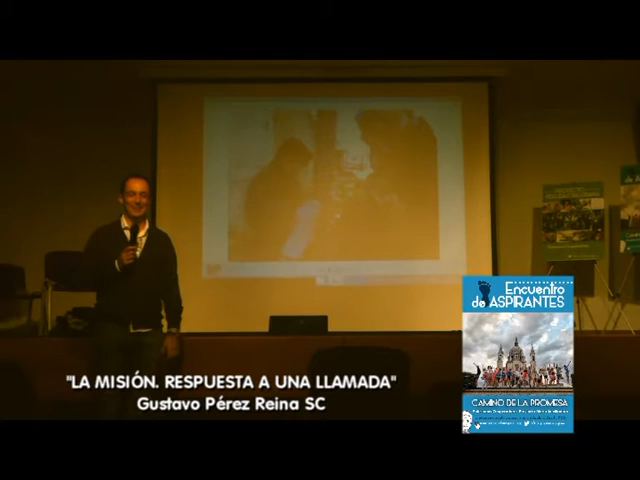 "LA MISIÓN. RESPUESTA A UNA LLAMADA"
Gustavo Pérez Reina SC
Encuentro
de ASPIRANTES
CAMINO DE LA PROMESA